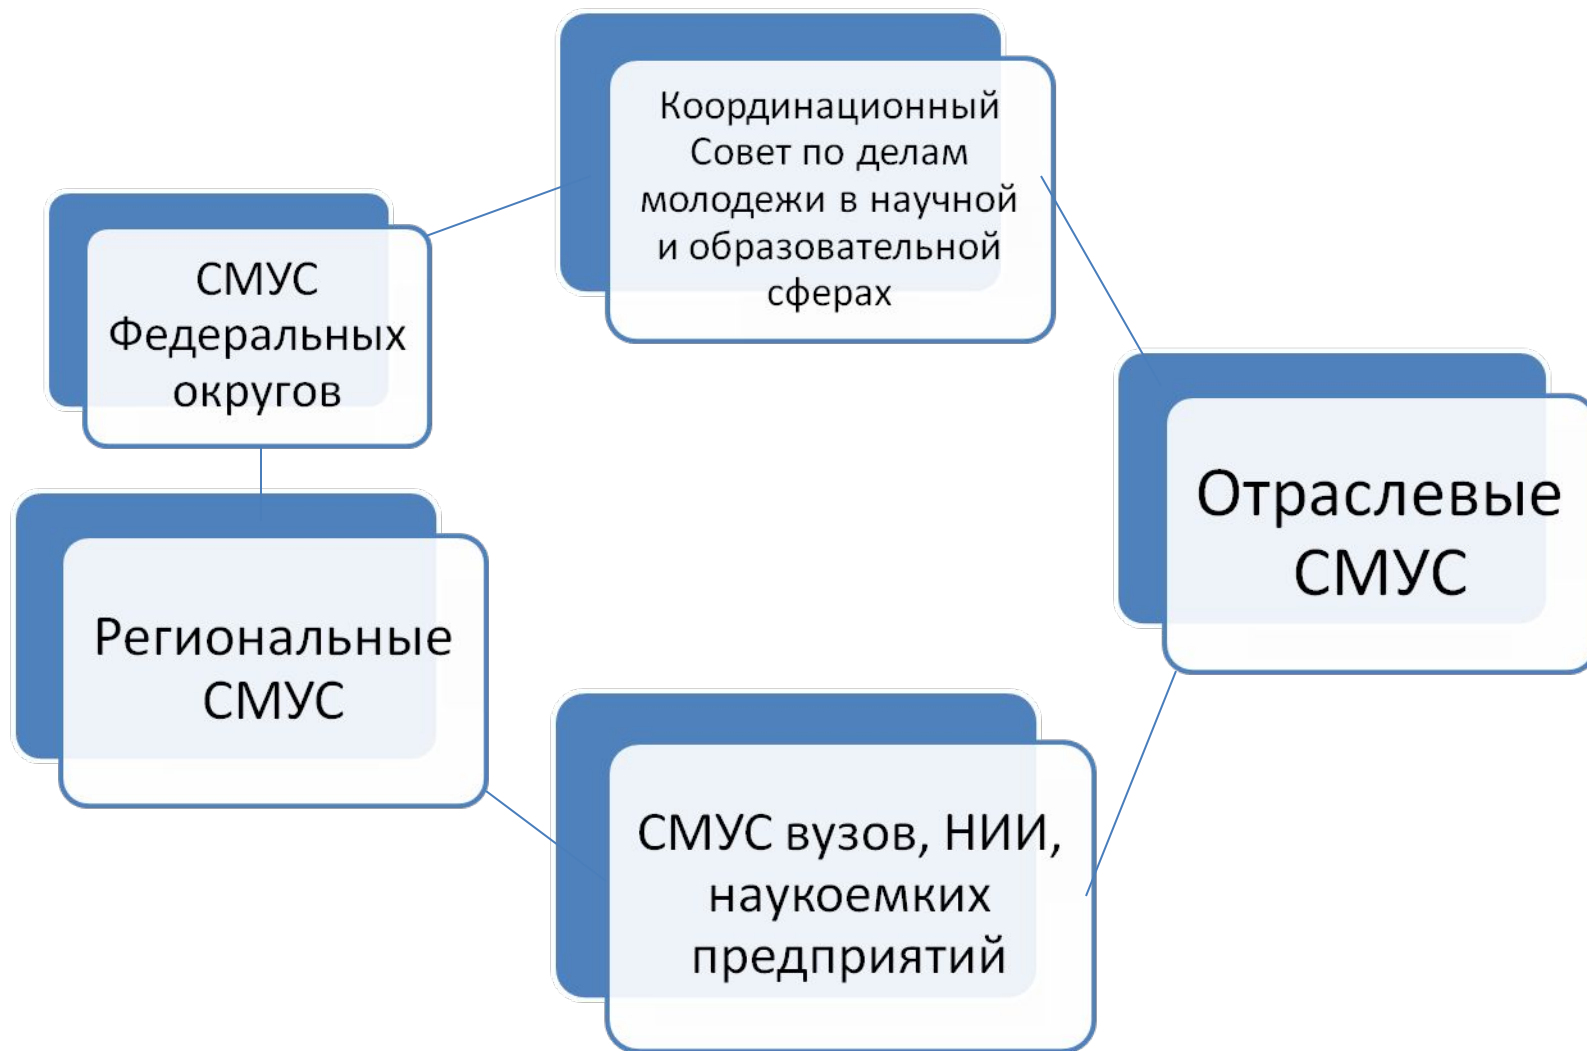 Координационный
Совет по делам
молодежи в научной
и образовательной
сферах
СМУС
Федеральных
округов
Отраслевые
СМУС
Региональные
СМУС
СМУС вузов, НИИ,
наукоемких
предприятий